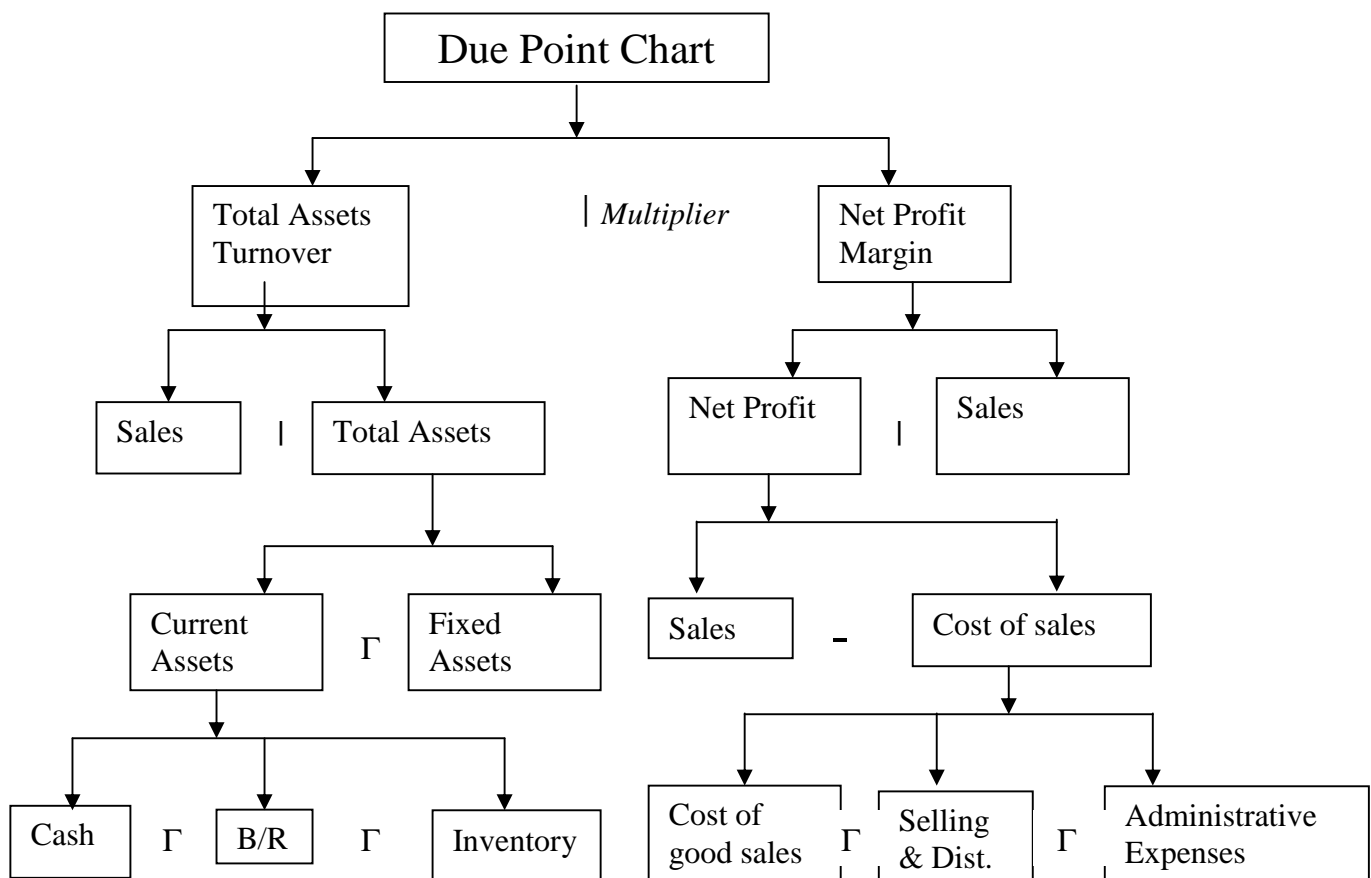 Due Point Chart
Total Assets
Turnover
| Multiplier
Net Profit
Margin
Sales | Total Assets
Net Profit | Sales
Current
Assets
Γ
Fixed
Assets
Sales - Cost of sales
Cash Γ B/R Γ Inventory
Cost of
good sales
Γ
Selling
& Dist.
Γ
Administrative
Expenses